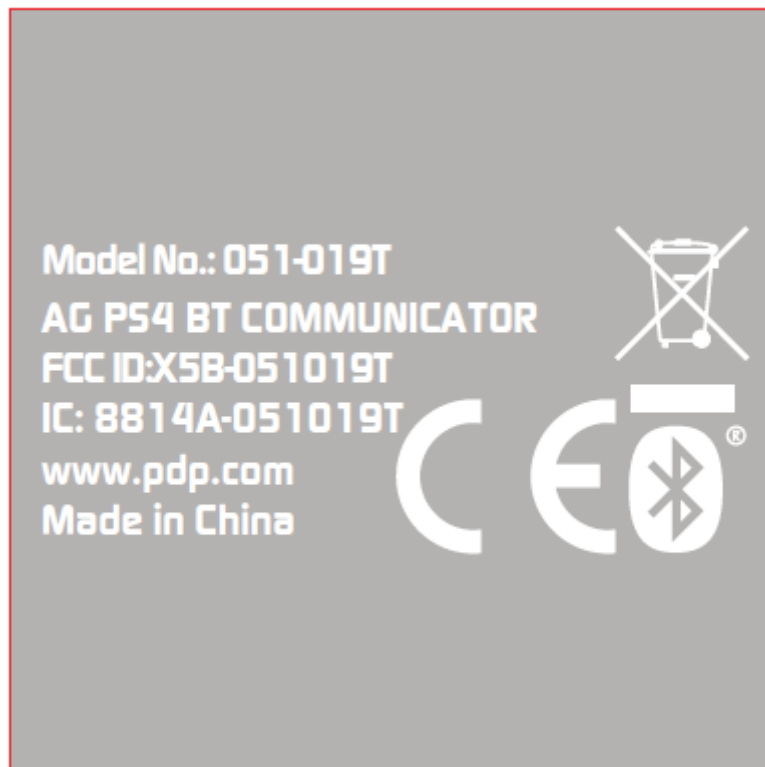 Model No.: 051-019T
AG PS4 BT COMMUNICATOR
FCC ID:X5B-051019T
IC: 8814A-051019T
www.pdp.com
Made in China
CE
®